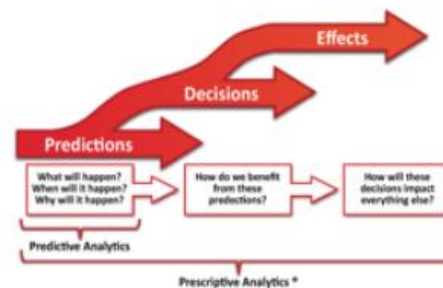 Effects
Decisions
Predictions
What will happen?
When will it happen?
Why will it happen?
How do we benefit
from these
predections?
How will these
decisions impact
everything else?
Predictive Analytics
Prescriptive Analytics *